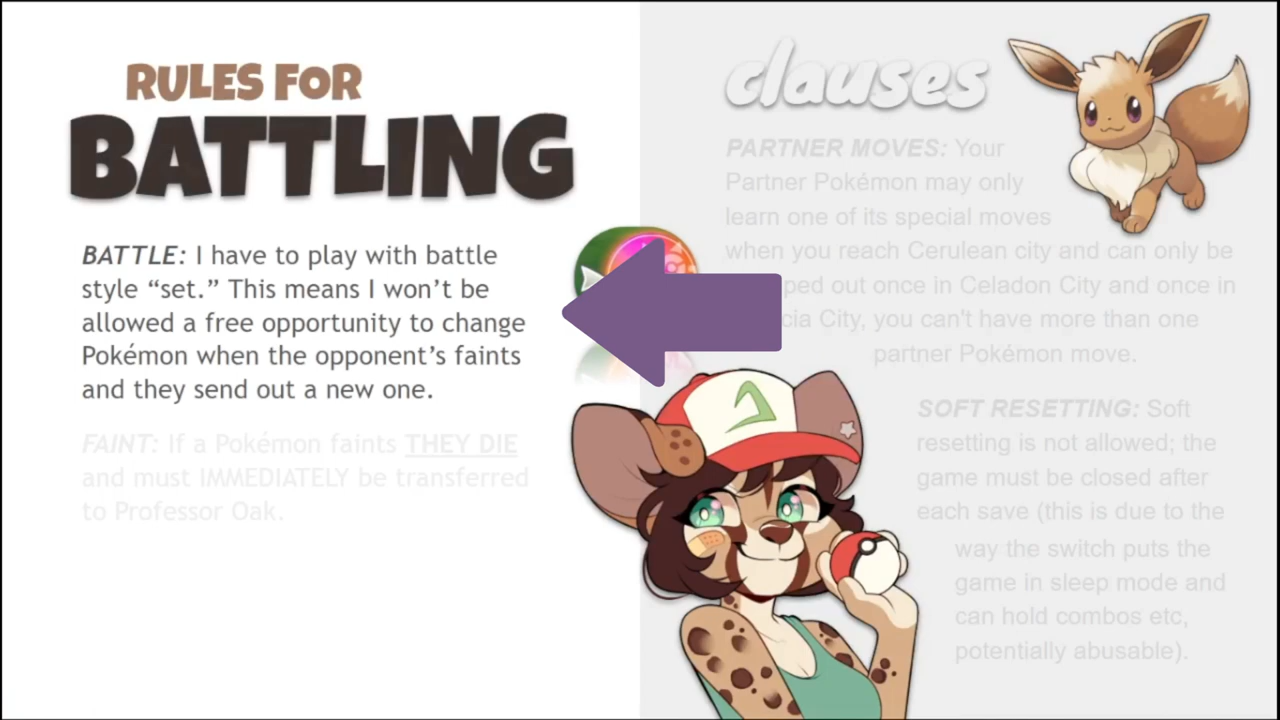 RULES FOR
BATTLING
BATTLE: I have to play with battle
style “set.” This means I won’t be
allowed a free opportunity to change
Pokémon when the opponent’s faints
and they send out a new one.
FAINT: If a Pokémon faints THEY DIE
and must IMMEDIATELY be transferred
to Professor Oak.
clauses
PARTNER MOVES: Your
Partner Pokémon may only
learn one of its special moves
when you reach Cerulean city and can only be
out once in Celadon City and once in
City, you can't have more than one
partner Pokémon move.
SOFT RESETTING: Soft
resetting is not allowed; the
game must be closed after
each save (this is due to the
way the switch puts the
game in sleep mode and
can hold combos etc,
potentially abusable).